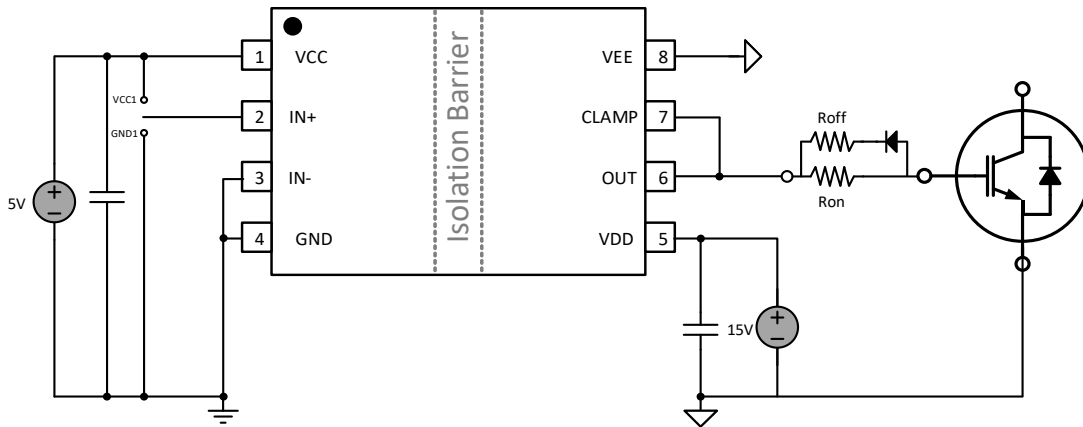 1 VCC
VCC1
2 IN+
GND1
3 IN-
5V
+
−
4 GND
Isolation Barrier
VEE 8
CLAMP 7
OUT 6
VDD 5
Roff
Ron
15V
+
−